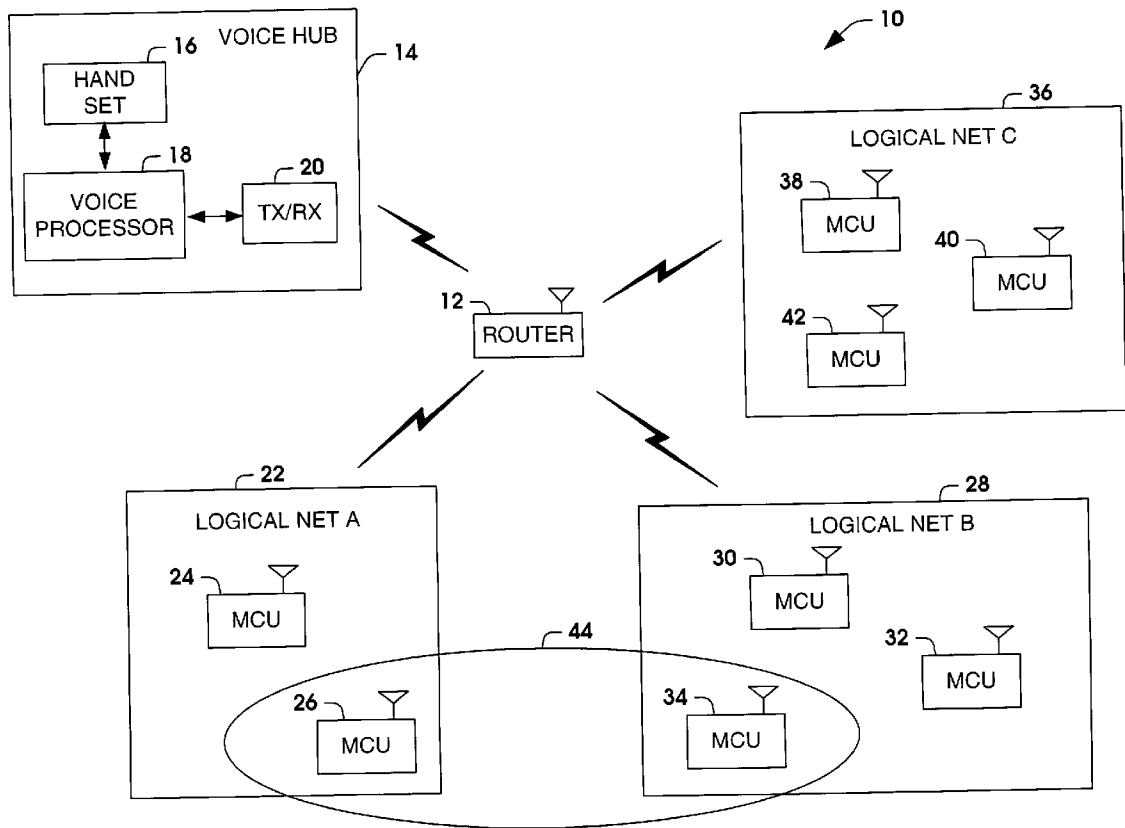 VOICE HUB
14
16
HAND
SET
18
VOICE
PROCESSOR
20
TX/RX
10
36
LOGICAL NET C
38
MCU
40
MCU
42
MCU
12
ROUTER
22
LOGICAL NET A
24
MCU
26
MCU
44
28
LOGICAL NET B
30
MCU
32
MCU
34
MCU